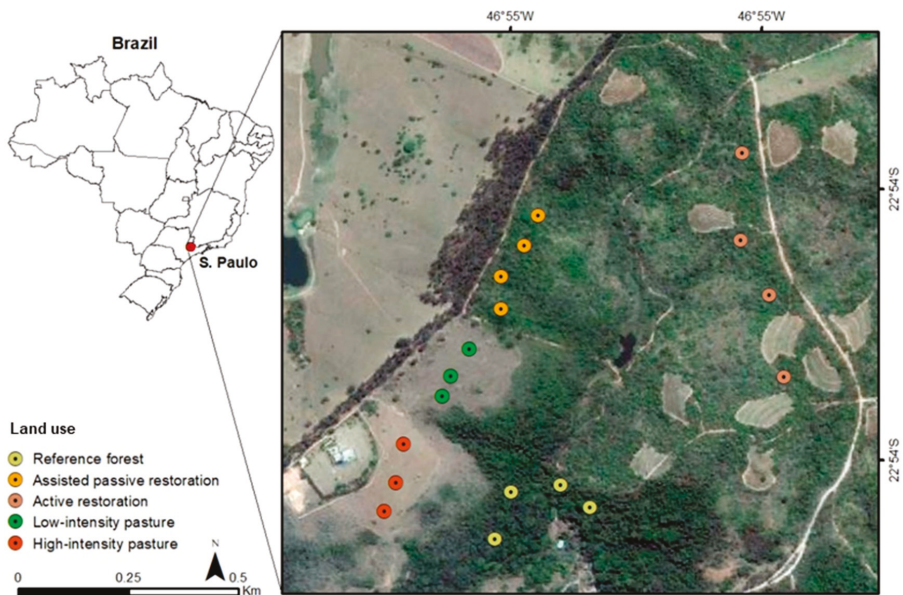 Brazil
S. Paulo
46°55'W
46°55'W
22°54'S
22°54'S
Land use
Reference forest
Assisted passive restoration
Active restoration
Low-intensity pasture
High-intensity pasture
N
0 0.25 0.5
Km